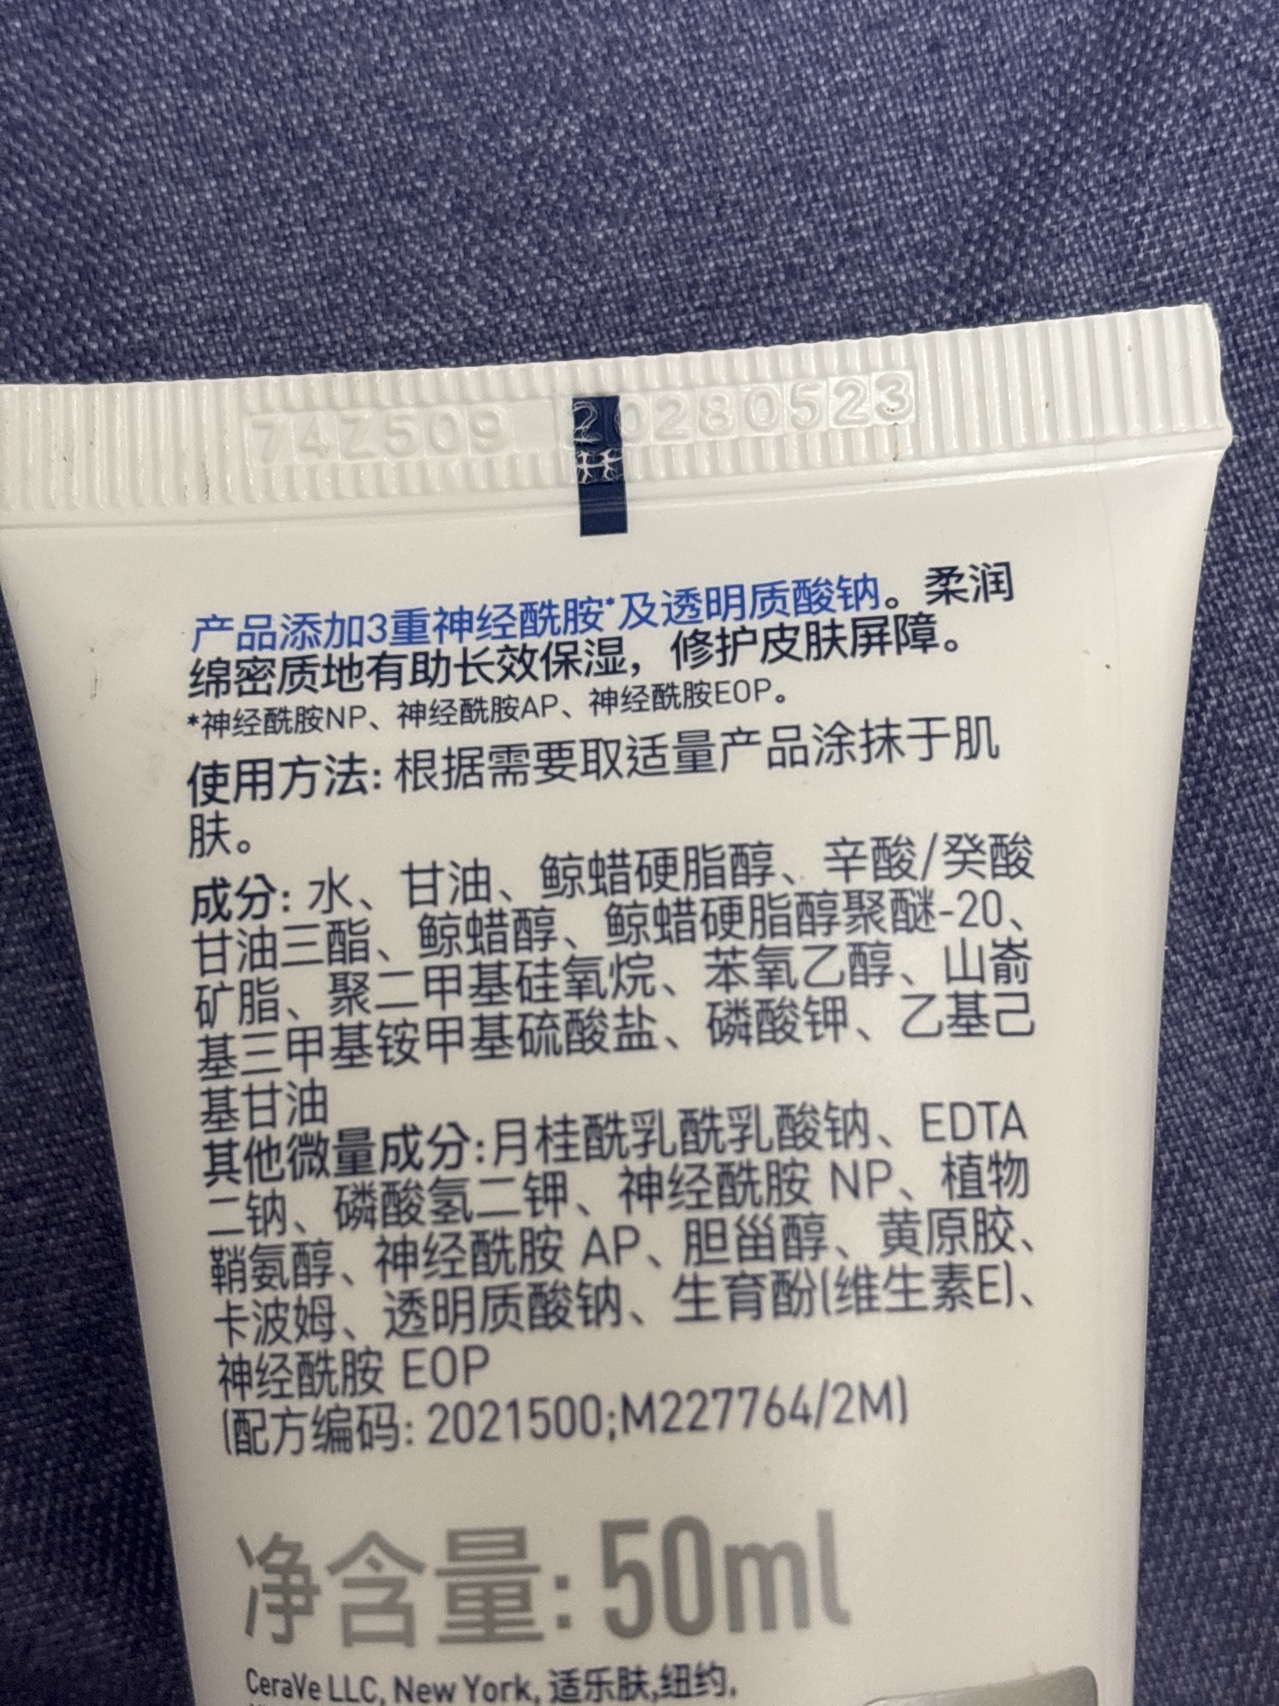 74Z509 20280523
产品添加3重神经酰胺*及透明质酸钠。柔润
绵密质地有助长效保湿，修护皮肤屏障。
*神经酰胺NP、神经酰胺AP、神经酰胺EOP。
使用方法: 根据需要取适量产品涂抹于肌
肤。
成分: 水、甘油、鲸蜡硬脂醇、辛酸/癸酸
甘油三酯、鲸蜡醇、鲸蜡硬脂醇聚醚-20、
矿脂、聚二甲基硅氧烷、苯氧乙醇、山嵛
基三甲基铵甲基硫酸盐、磷酸钾、乙基己
基甘油
其他微量成分:月桂酰乳酰乳酸钠、EDTA
二钠、磷酸氢二钾、神经酰胺 NP、植物
鞘氨醇、神经酰胺 AP、胆甾醇、黄原胶、
卡波姆、透明质酸钠、生育酚(维生素E)、
神经酰胺 EOP
(配方编码: 2021500;M227764/2M)
净含量: 50ml
CeraVe LLC, New York, 适乐肤,纽约,